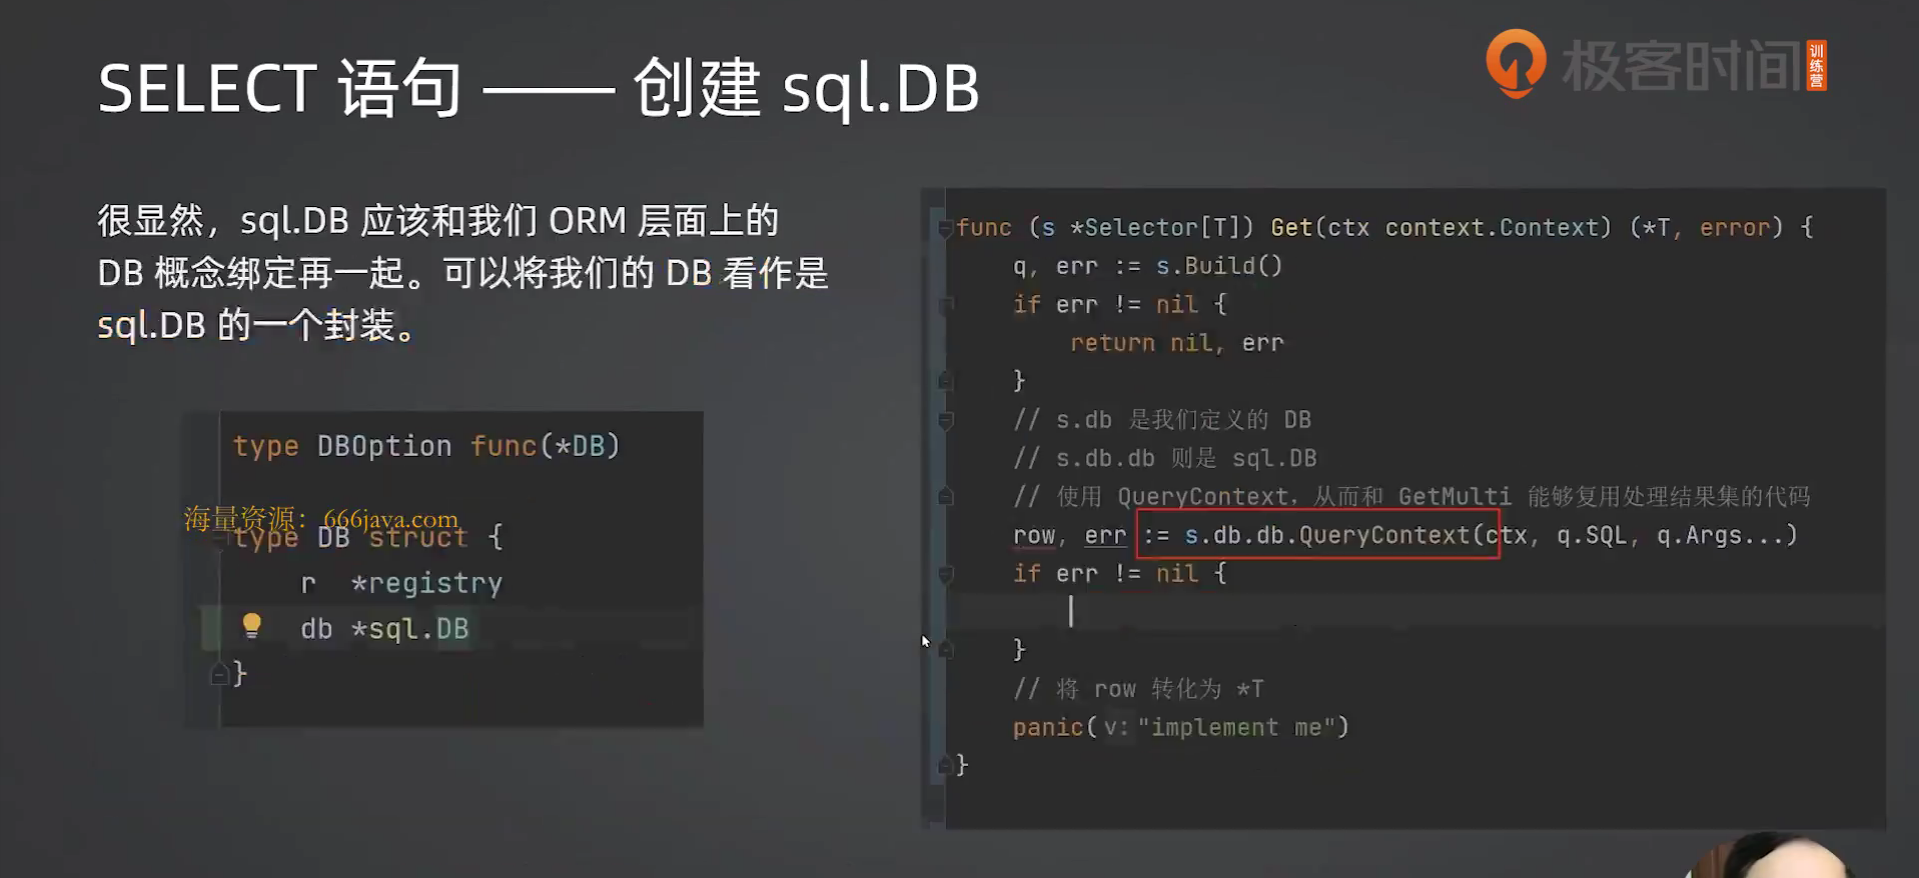 SELECT 语句 —— 创建 sql.DB
极客时间
训练营
很显然，sql.DB 应该和我们 ORM 层面上的
DB 概念绑定再一起。可以将我们的 DB 看作是
sql.DB 的一个封装。
type DBOption func(*DB)
海量资源：666java.com
type DB struct {
r *registry
db *sql.DB
}
func (s *Selector[T]) Get(ctx context.Context) (*T, error) {
q, err := s.Build()
if err != nil {
return nil, err
}
// s.db 是我们定义的 DB
// s.db.db 则是 sql.DB
// 使用 QueryContext，从而和 GetMulti 能够复用处理结果集的代码
row, err := s.db.db.QueryContext(ctx, q.SQL, q.Args...)
if err != nil {
}
// 将 row 转化为 *T
panic( v: "implement me")
}